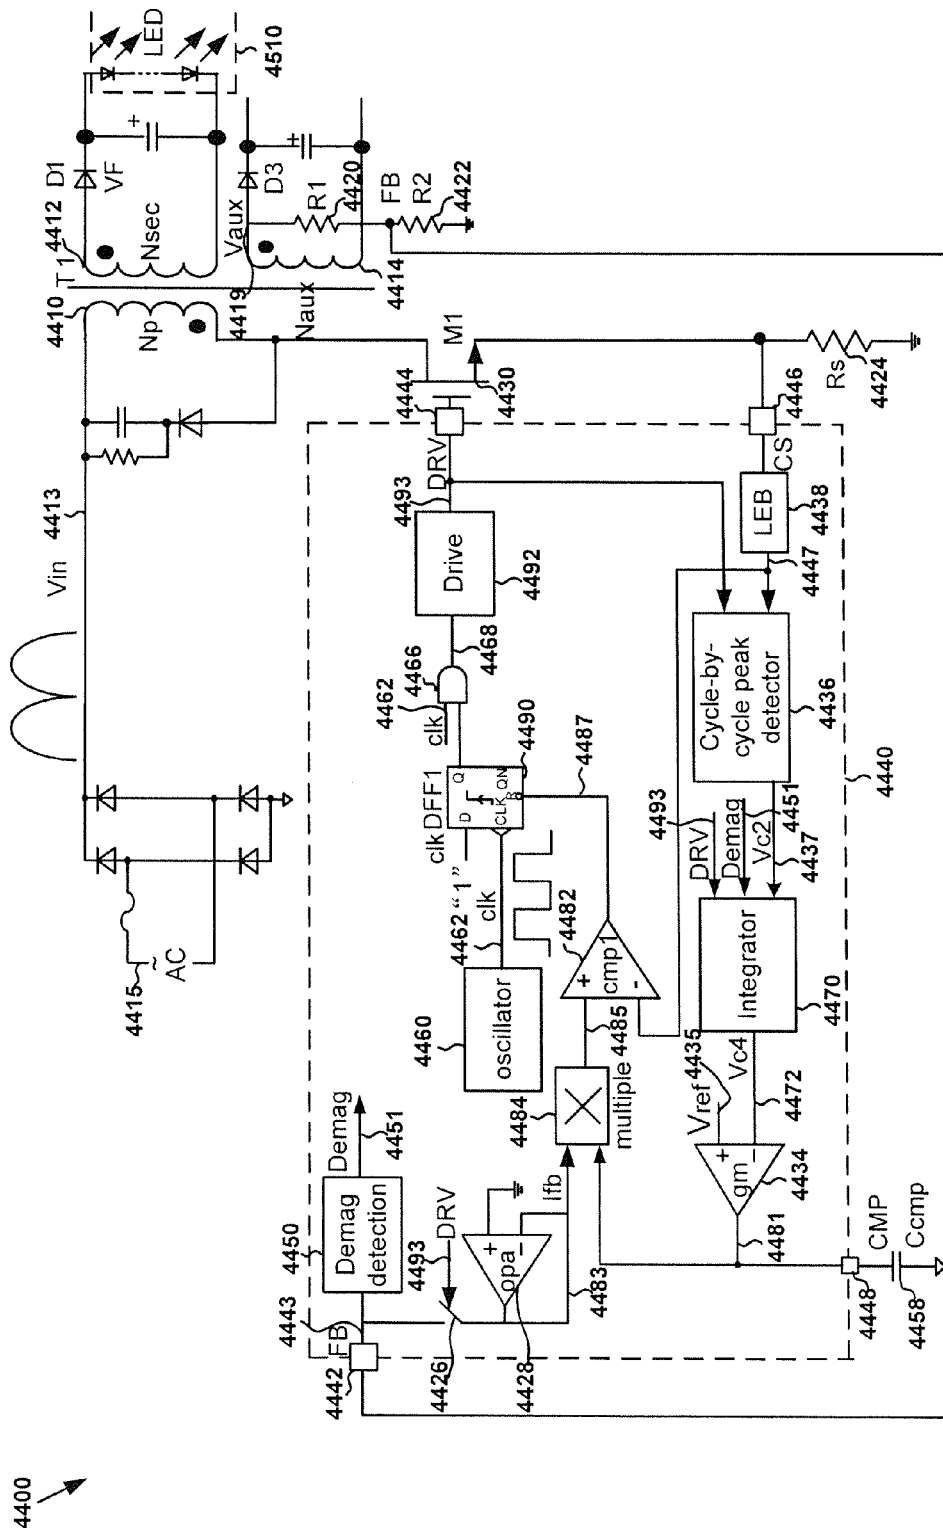 4400
4415
AC
Vin
4413
4410
Np
T1
4412
Nsec
D1
VF
LED
4510
4419
Naux
Vaux
4414
D3
R1
4420
FB
R2
4422
M1
4430
4444
DRV
4493
Drive
4492
4468
4466
4462
clk
4442
FB
4443
4450
Demag
detection
Demag
4451
4460
oscillator
4462
clk
"1"
clk
DFF1
D
Q
CLK
QN
R
4490
4487
4426
4493
DRV
opa
+
-
4428
4483
Ifb
4484
multiple
4485
+
cmp1
-
4482
4493
DRV
Demag
4451
Vc2
4437
Cycle-by-
cycle peak
detector
4436
4447
LEB
4438
CS
4446
Rs
4424
Integrator
4470
4435
Vref
Vc4
4472
+
gm
-
4434
4481
4448
CMP
Ccmp
4458
4440